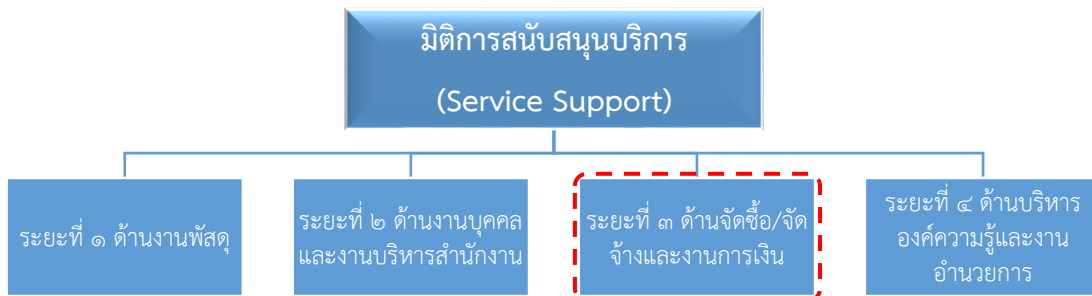 มิติการสนับสนุนบริการ
(Service Support)
ระยะที่ ๑ ด้านงานพัสดุ
ระยะที่ ๒ ด้านงานบุคคล
และงานบริหารสำนักงาน
ระยะที่ ๓ ด้านจัดซื้อ/จัด
จ้างและงานการเงิน
ระยะที่ ๔ ด้านบริหาร
องค์ความรู้และงาน
อำนวยการ